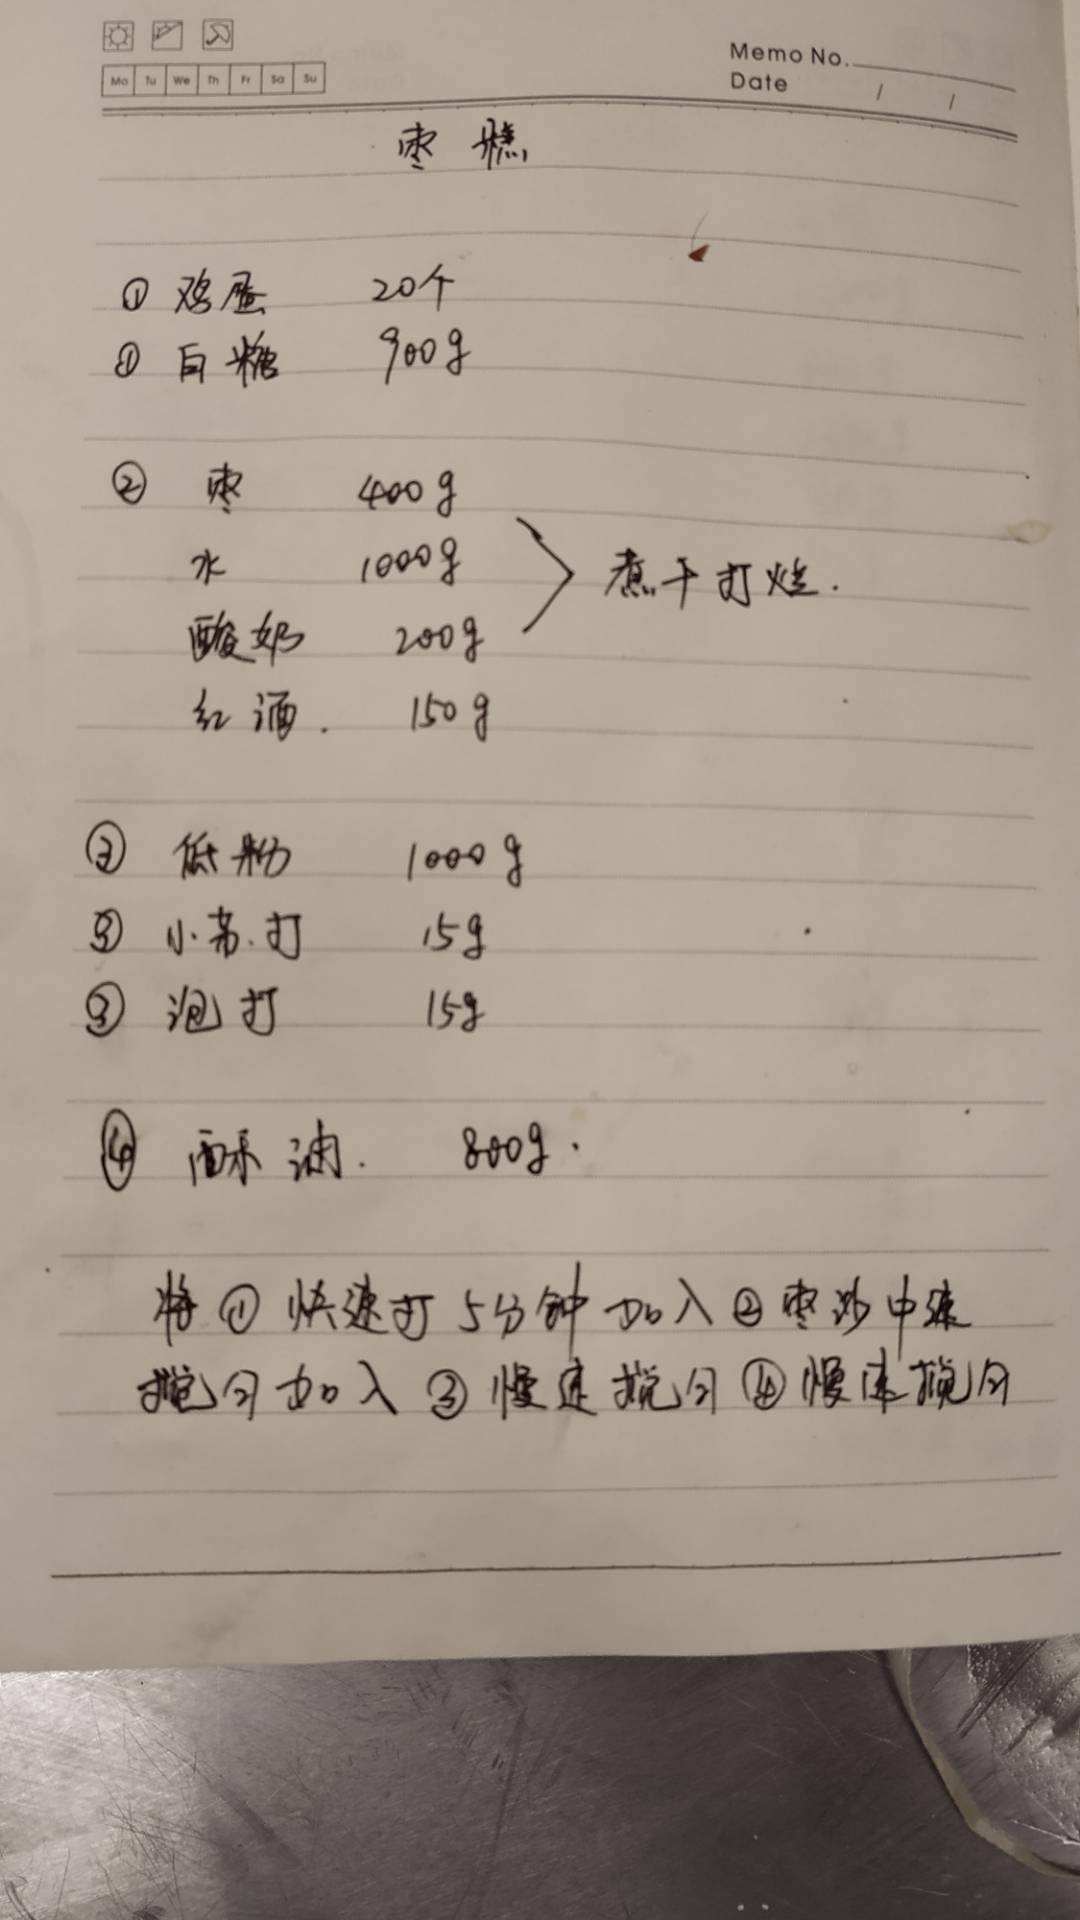 Memo No.
Date / /
Mo Tu We Th Fr Sa Su
枣糕
① 鸡蛋 20个
① 白糖 900g
② 枣 400g
水 1000g
煮干打烂.
酸奶 200g
红酒. 150g
③ 低粉 1000g
③ 小苏打 15g
③ 泡打 15g
④ 酥油. 800g.
将①快速打5分钟加入②枣沙中速
搅匀加入③慢速搅匀④慢速搅匀